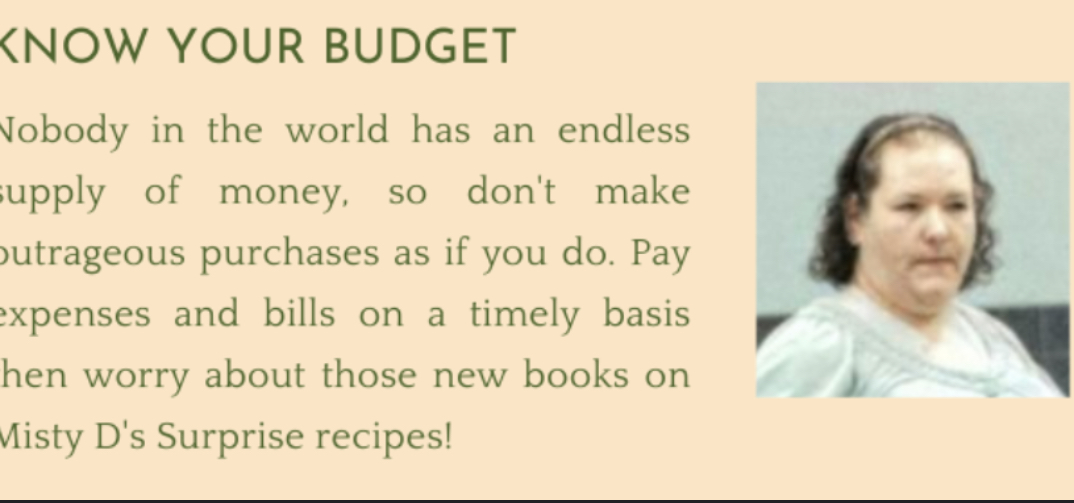 KNOW YOUR BUDGET
Nobody in the world has an endless
supply of money, so don't make
outrageous purchases as if you do. Pay
expenses and bills on a timely basis
then worry about those new books on
Misty D's Surprise recipes!